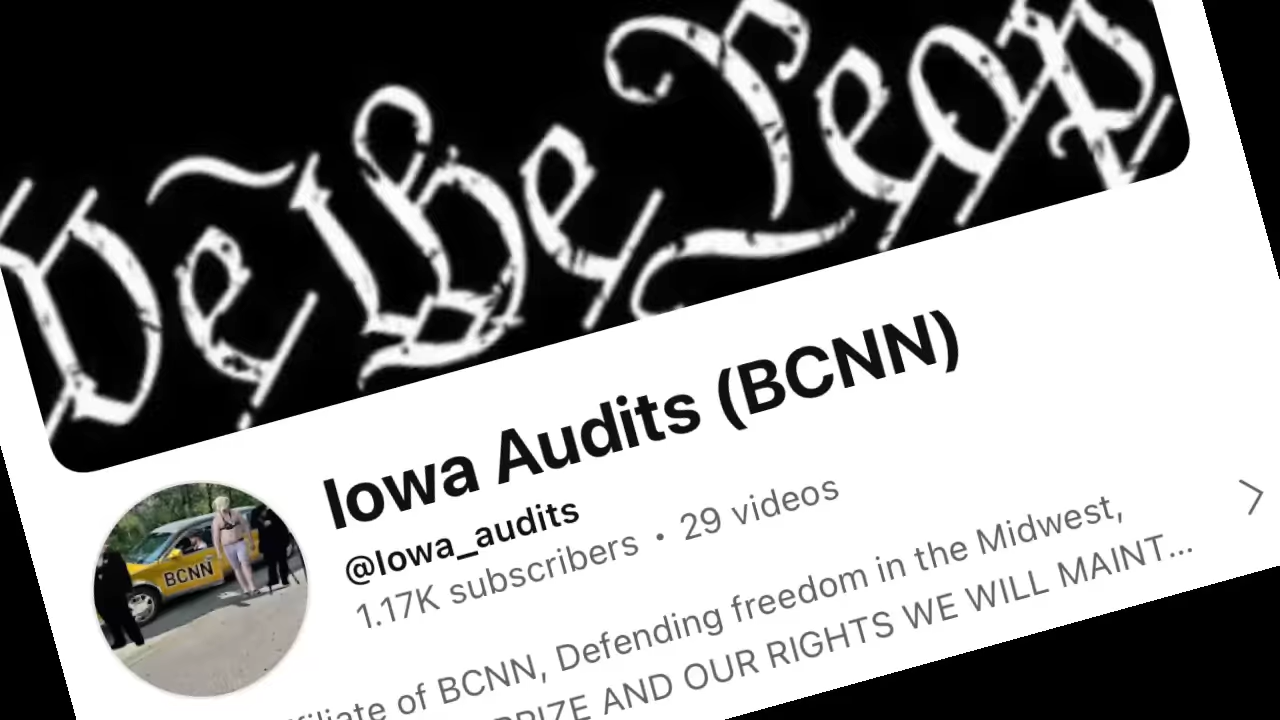 We the Peop
Iowa Audits (BCNN)
@Iowa_audits
1.17K subscribers • 29 videos
BCNN
of BCNN, Defending freedom in the Midwest,
AND OUR RIGHTS WE WILL MAINT...